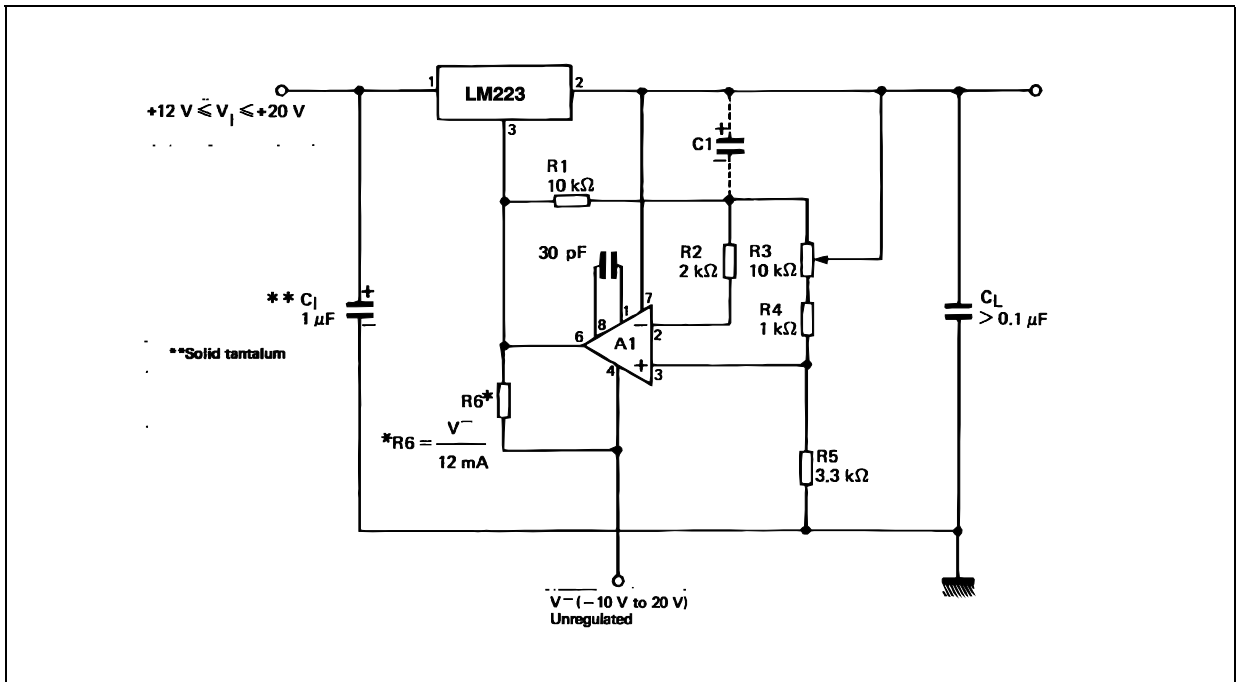 1
LM223
2
3
+12 V ⩽ V_I ⩽ +20 V
C1
+
−
R1
10 kΩ
30 pF
R2
2 kΩ
R3
10 kΩ
** C_I
1 µF
+
−
**Solid tantalum
8
1
7
6
A1
−
2
+
3
4
R4
1 kΩ
C_L
> 0.1 µF
R6*
*R6 = V⁻
12 mA
R5
3.3 kΩ
V⁻ (−10 V to 20 V)
Unregulated